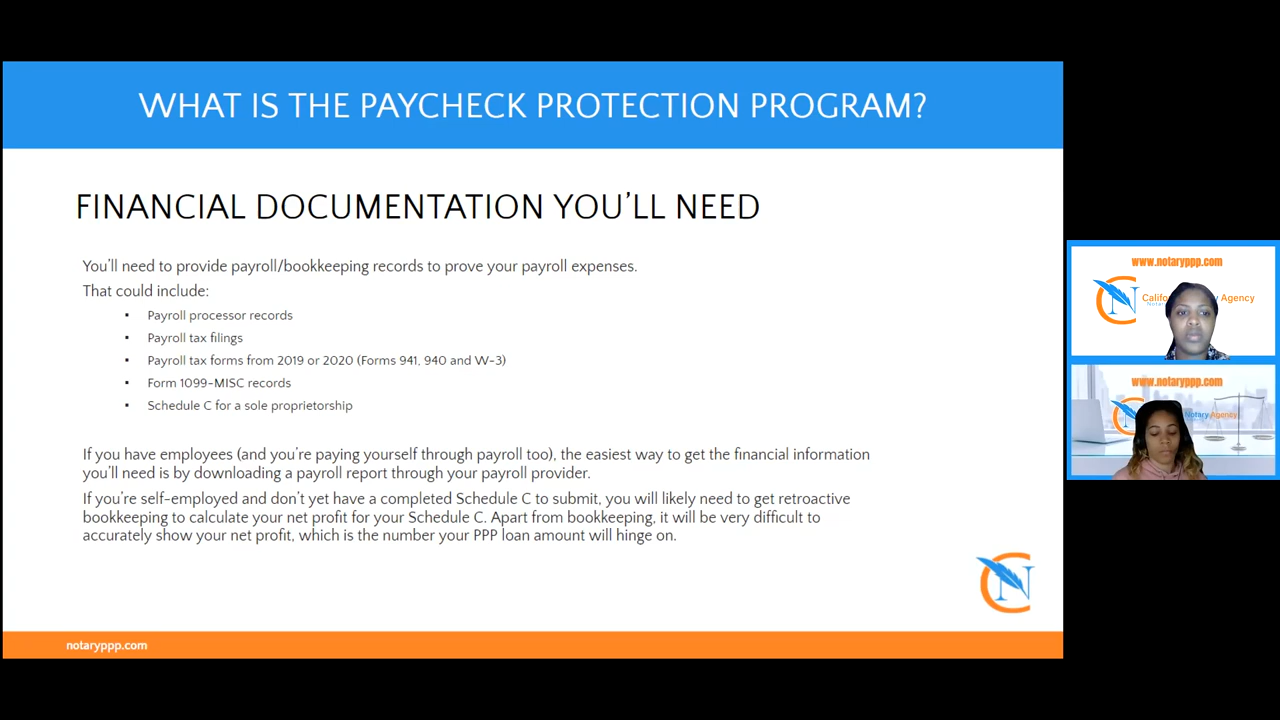 WHAT IS THE PAYCHECK PROTECTION PROGRAM?
FINANCIAL DOCUMENTATION YOU'LL NEED
You'll need to provide payroll/bookkeeping records to prove your payroll expenses.
That could include:
▪ Payroll processor records
▪ Payroll tax filings
▪ Payroll tax forms from 2019 or 2020 (Forms 941, 940 and W-3)
▪ Form 1099-MISC records
▪ Schedule C for a sole proprietorship
If you have employees (and you're paying yourself through payroll too), the easiest way to get the financial information
you'll need is by downloading a payroll report through your payroll provider.
If you're self-employed and don't yet have a completed Schedule C to submit, you will likely need to get retroactive
bookkeeping to calculate your net profit for your Schedule C. Apart from bookkeeping, it will be very difficult to
accurately show your net profit, which is the number your PPP loan amount will hinge on.
CN
notaryppp.com
www.notaryppp.com
Agency
www.notaryppp.com
Notary Agency